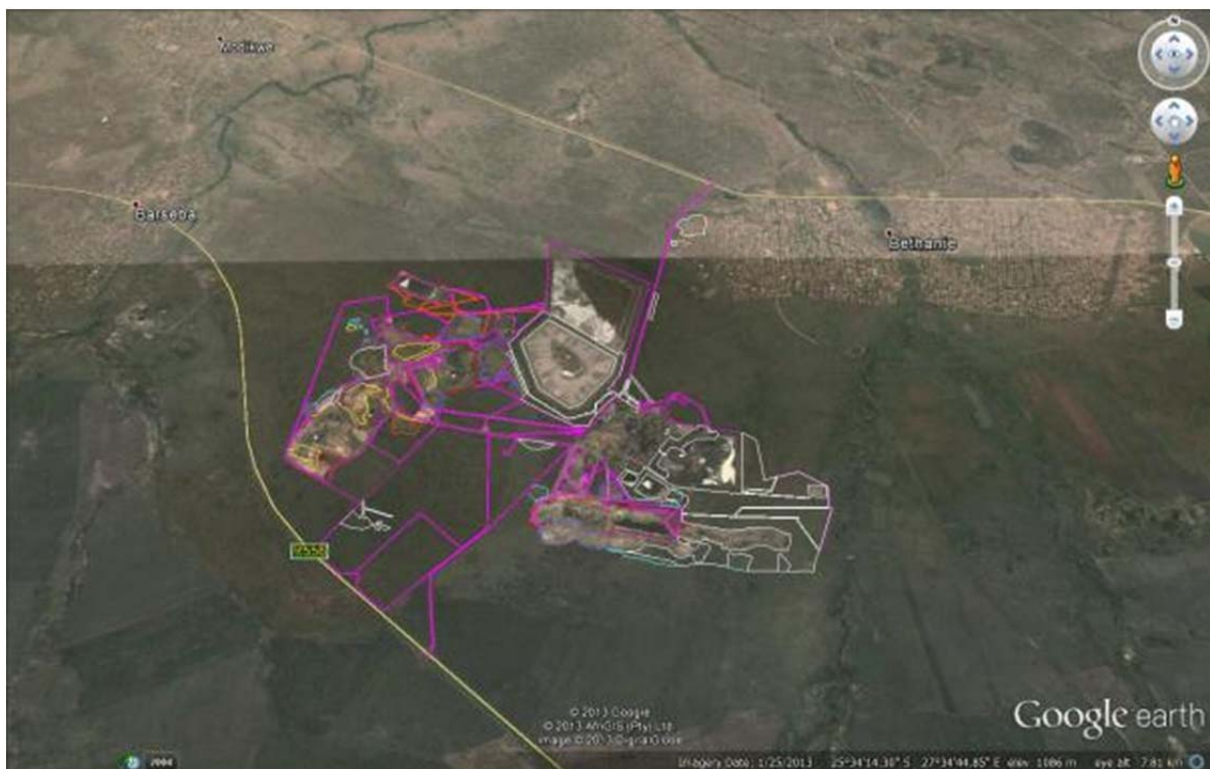 Modikwe
N
Barseba
Bethanie
R556
© 2013 Google
© 2013 AfriGIS (Pty) Ltd
Image © 2013 DigitalGlobe
Google earth
2004
Imagery Date: 1/25/2013 25°34'14.30" S 27°34'44.85" E elev 1086 m eye alt 7.81 km